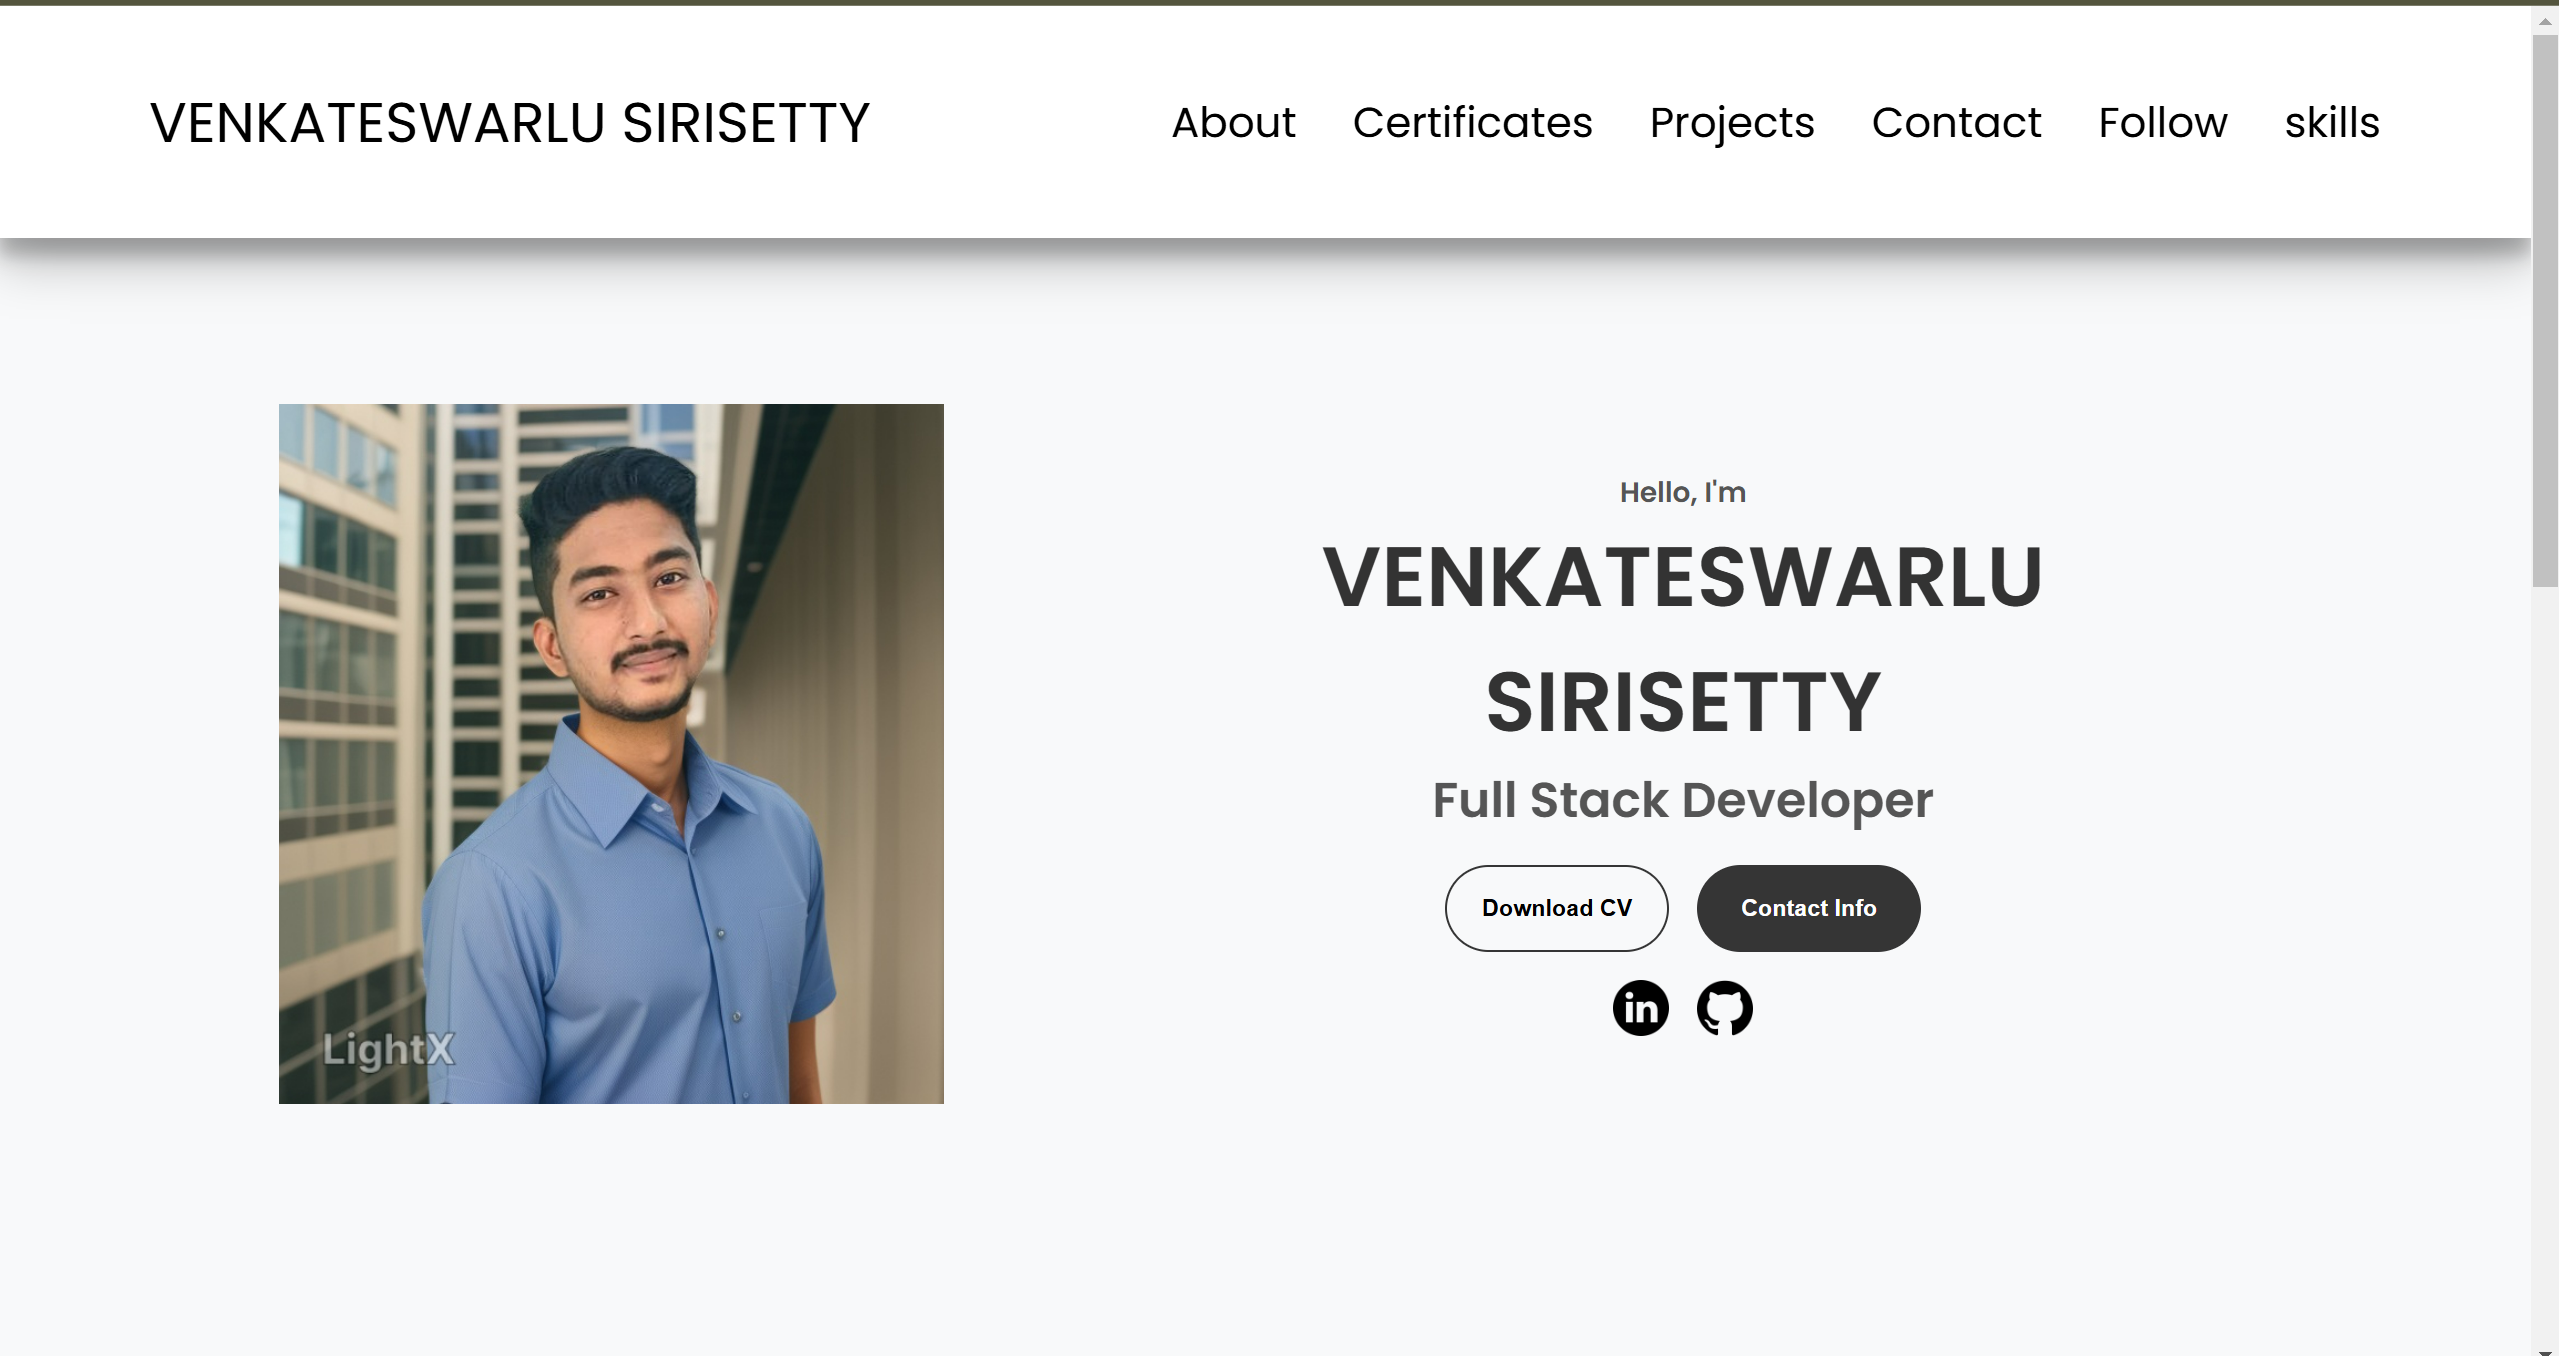 VENKATESWARLU SIRISETTY
About Certificates Projects Contact Follow skills
Hello, I'm
VENKATESWARLU
SIRISETTY
Full Stack Developer
Download CV Contact Info
in
LightX